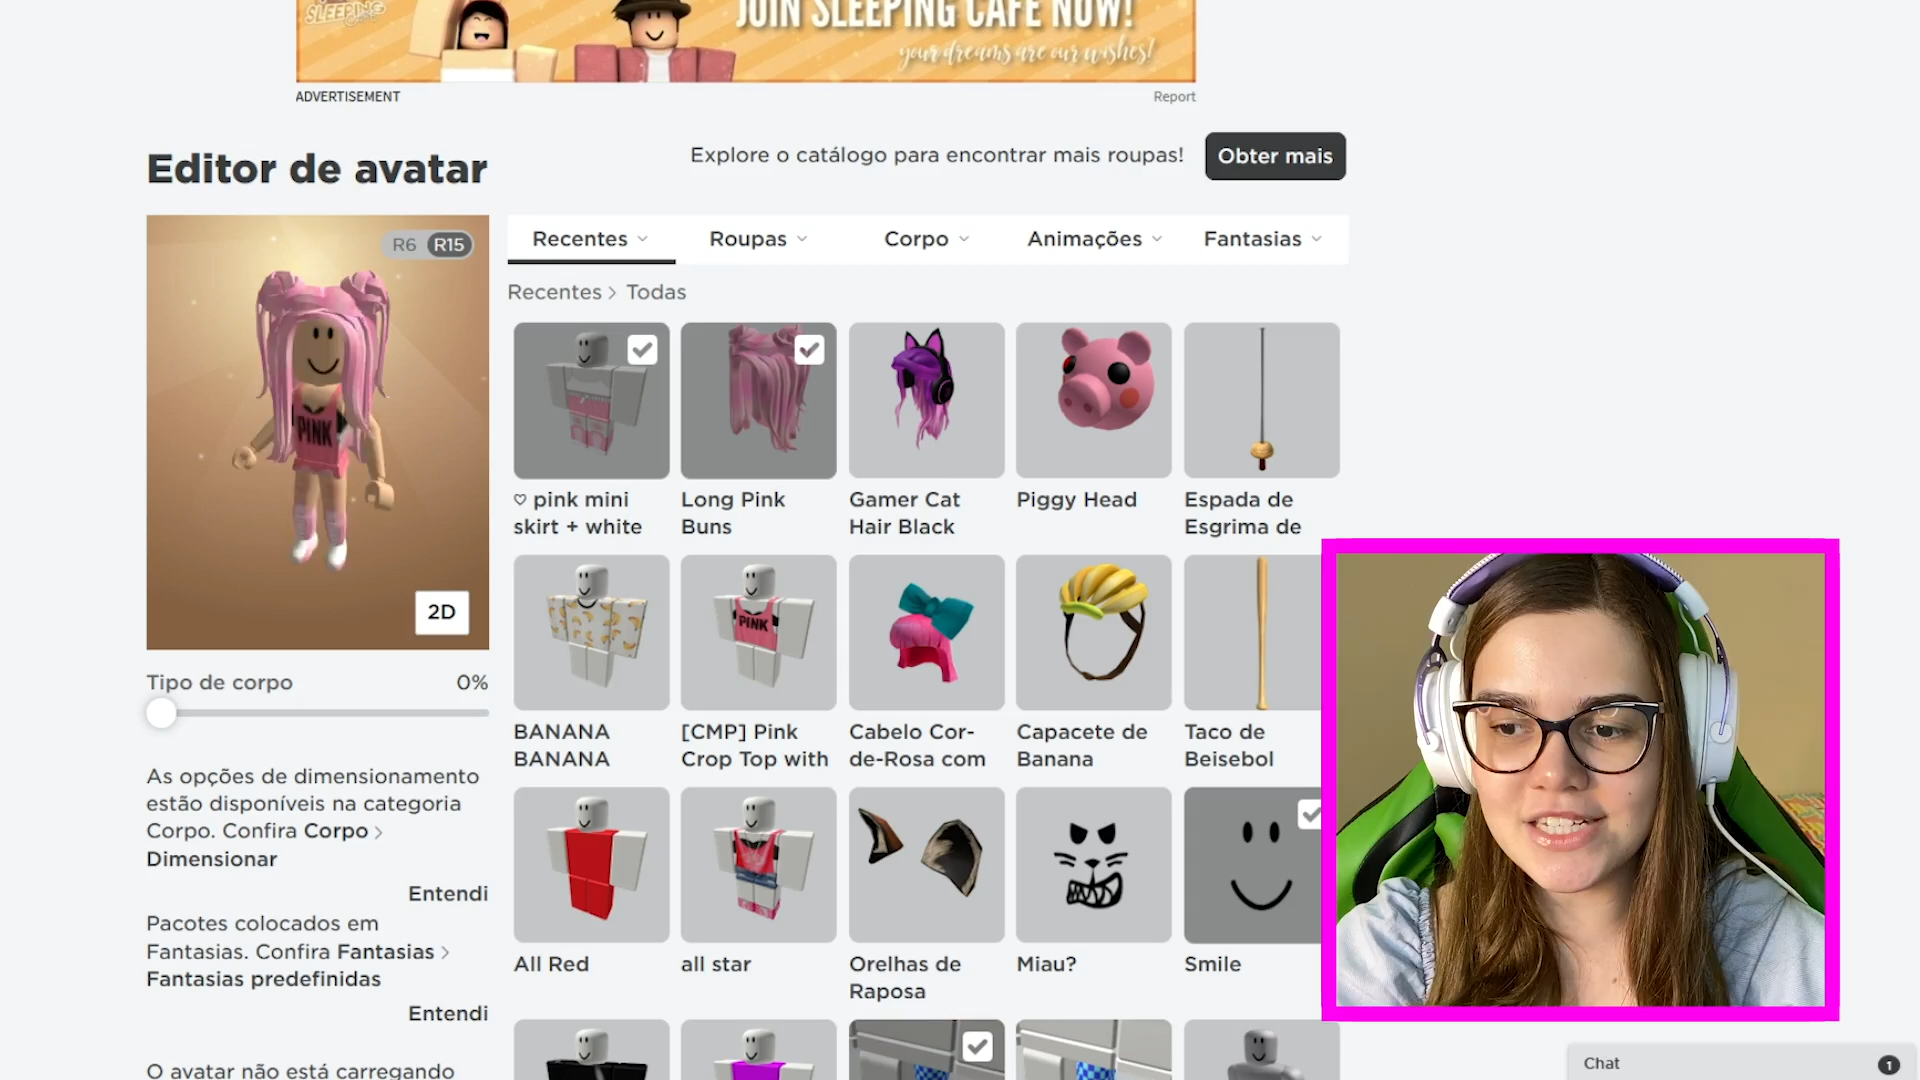 SLEEPING
CAFE
JOIN SLEEPING CAFE NOW!
your dreams are our wishes!
ADVERTISEMENT
Report
Editor de avatar
Explore o catálogo para encontrar mais roupas!
Obter mais
R6 R15
PINK
2D
Tipo de corpo
0%
As opções de dimensionamento
estão disponíveis na categoria
Corpo. Confira Corpo >
Dimensionar
Entendi
Pacotes colocados em
Fantasias. Confira Fantasias >
Fantasias predefinidas
Entendi
O avatar não está carregando
Recentes
Roupas
Corpo
Animações
Fantasias
Recentes > Todas
♡ pink mini
skirt + white
Long Pink
Buns
Gamer Cat
Hair Black
Piggy Head
Espada de
Esgrima de
PINK
BANANA
BANANA
[CMP] Pink
Crop Top with
Cabelo Cor-
de-Rosa com
Capacete de
Banana
Taco de
Beisebol
All Red
all star
Orelhas de
Raposa
Miau?
Smile
Chat
1